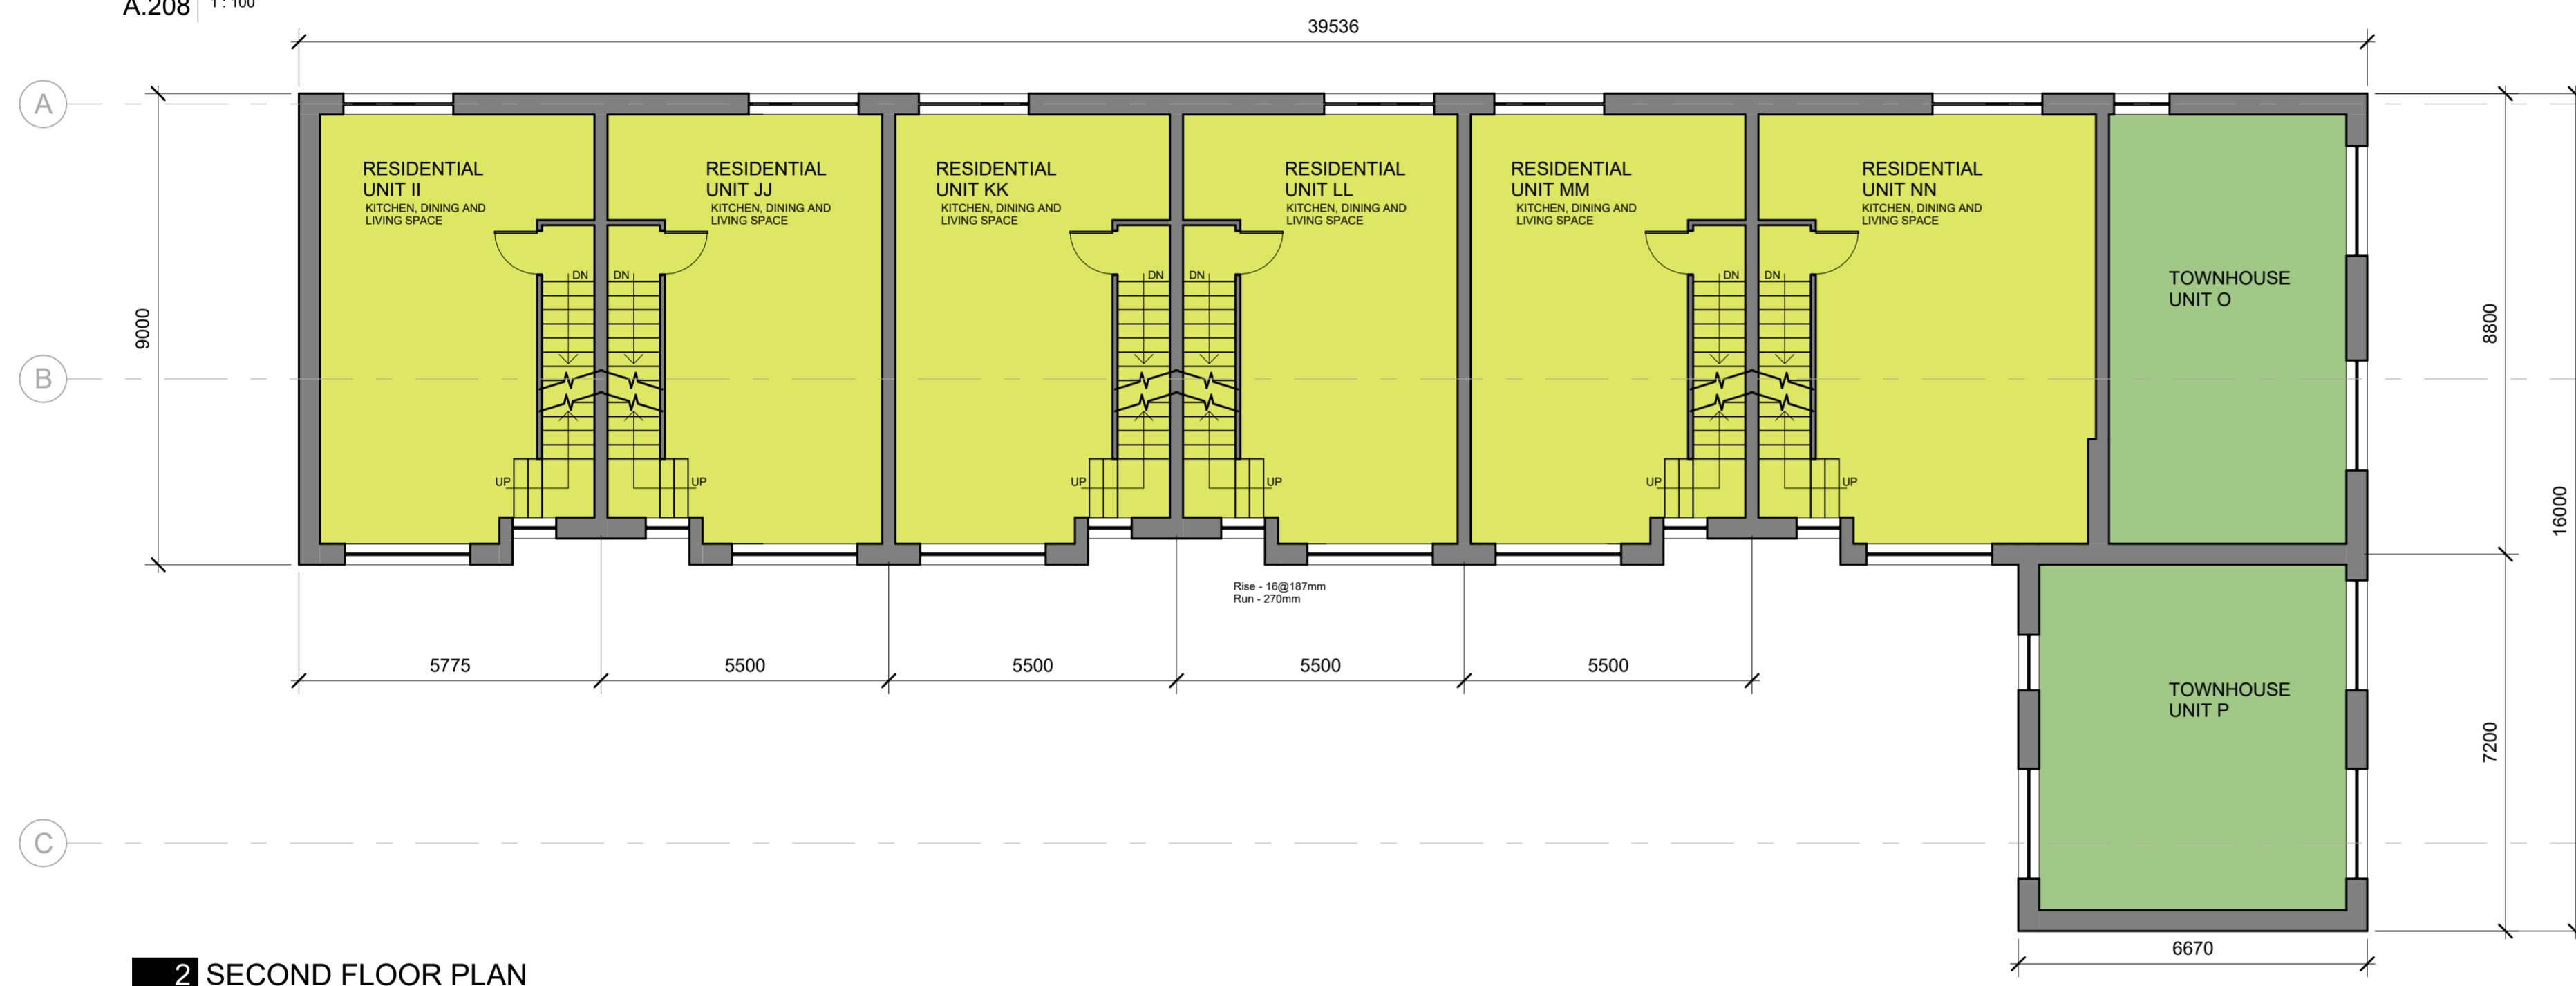 A.208
1 : 100
39536
A
RESIDENTIAL
UNIT II
KITCHEN, DINING AND
LIVING SPACE
RESIDENTIAL
UNIT JJ
KITCHEN, DINING AND
LIVING SPACE
RESIDENTIAL
UNIT KK
KITCHEN, DINING AND
LIVING SPACE
RESIDENTIAL
UNIT LL
KITCHEN, DINING AND
LIVING SPACE
RESIDENTIAL
UNIT MM
KITCHEN, DINING AND
LIVING SPACE
RESIDENTIAL
UNIT NN
KITCHEN, DINING AND
LIVING SPACE
TOWNHOUSE
UNIT O
DN
DN
DN
DN
DN
DN
9000
8800
B
UP
UP
UP
UP
UP
UP
16000
Rise - 16@187mm
Run - 270mm
5775
5500
5500
5500
5500
TOWNHOUSE
UNIT P
7200
C
6670
2
SECOND FLOOR PLAN